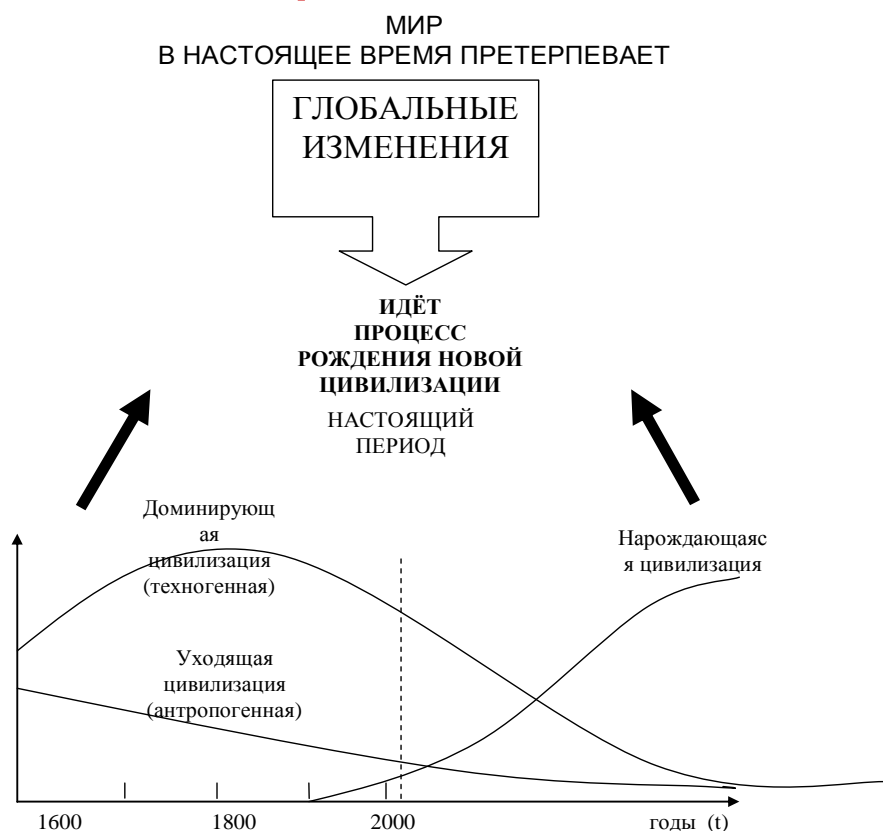 МИР
В НАСТОЯЩЕЕ ВРЕМЯ ПРЕТЕРПЕВАЕТ
ГЛОБАЛЬНЫЕ
ИЗМЕНЕНИЯ
ИДЁТ
ПРОЦЕСС
РОЖДЕНИЯ НОВОЙ
ЦИВИЛИЗАЦИИ
НАСТОЯЩИЙ
ПЕРИОД
Доминирующ
ая
цивилизация
(техногенная)
Нарождающаяс
я цивилизация
Уходящая
цивилизация
(антропогенная)
1600 1800 2000 годы (t)